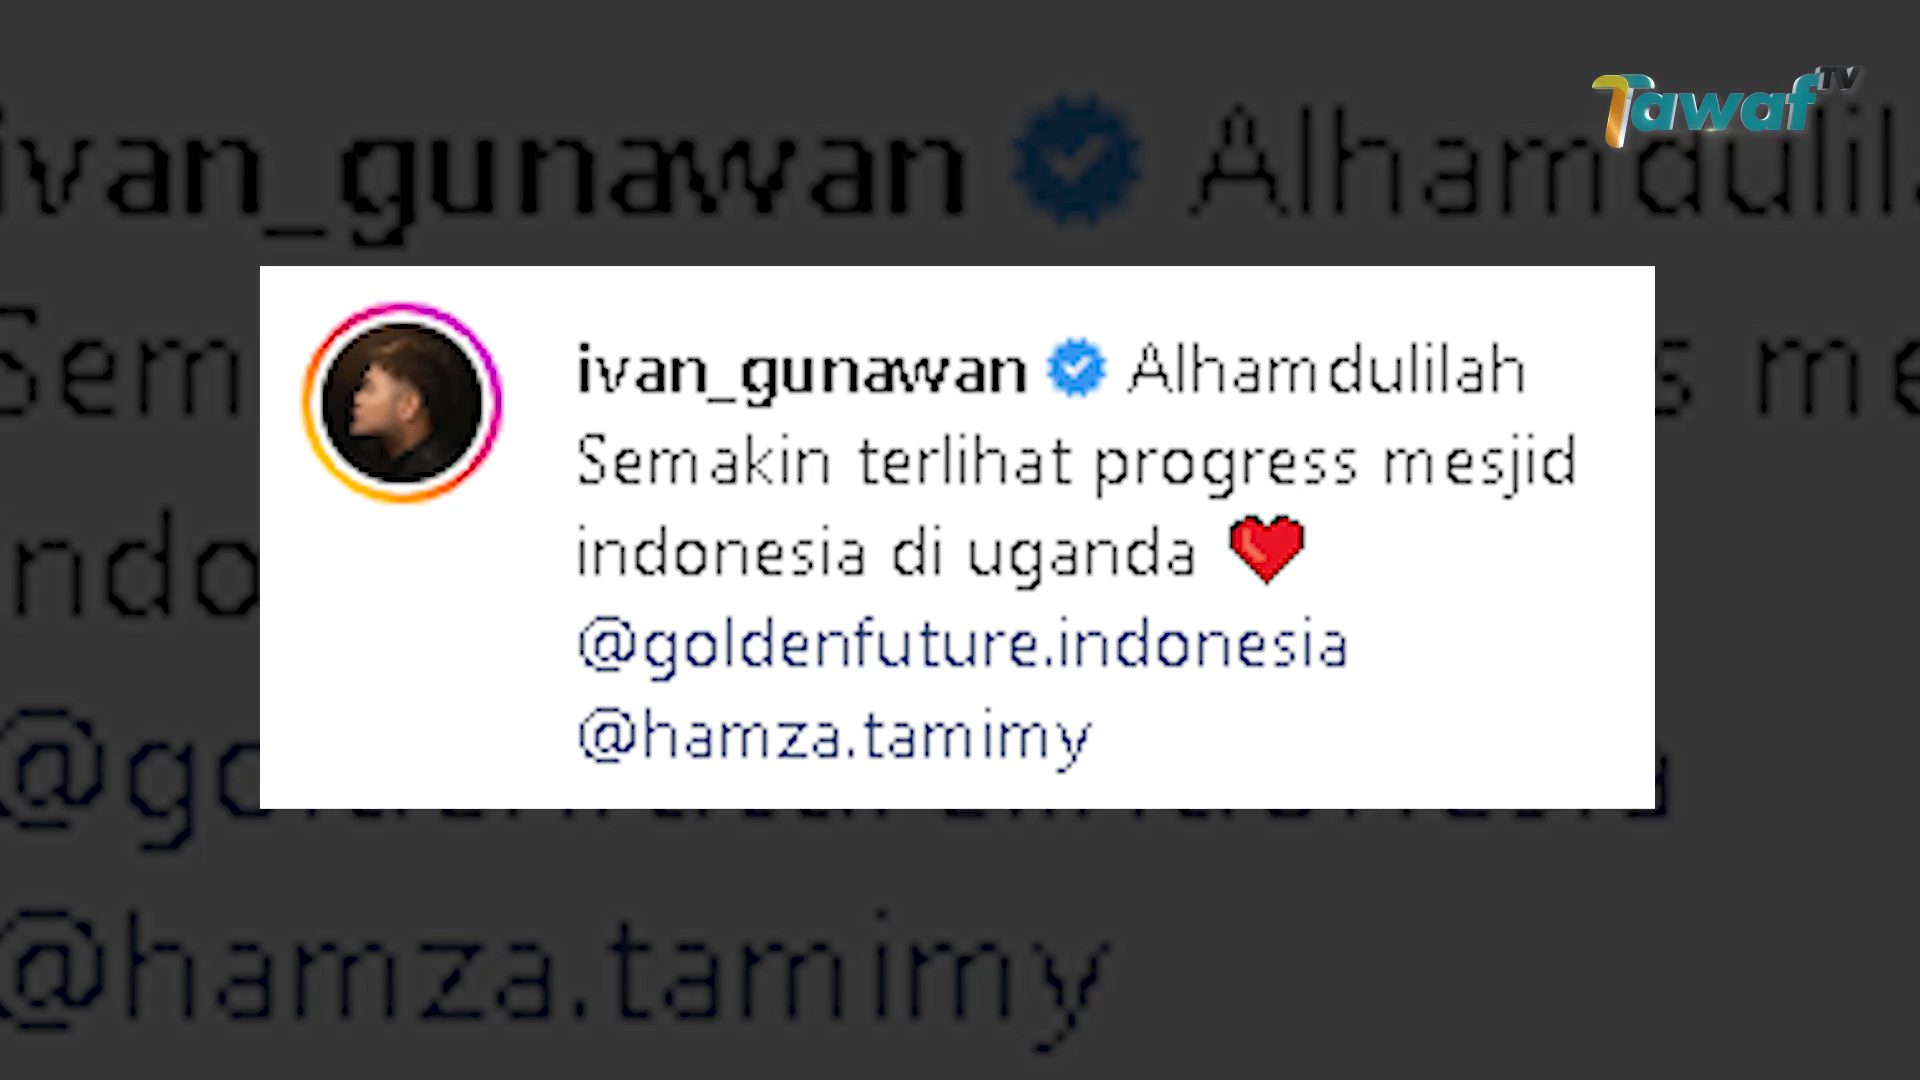 Tawaf TV
ivan_gunawan Alhamdulilah
Semakin terlihat progress mesjid
indonesia di uganda ❤️
@goldenfuture.indonesia
@hamza.tamimy